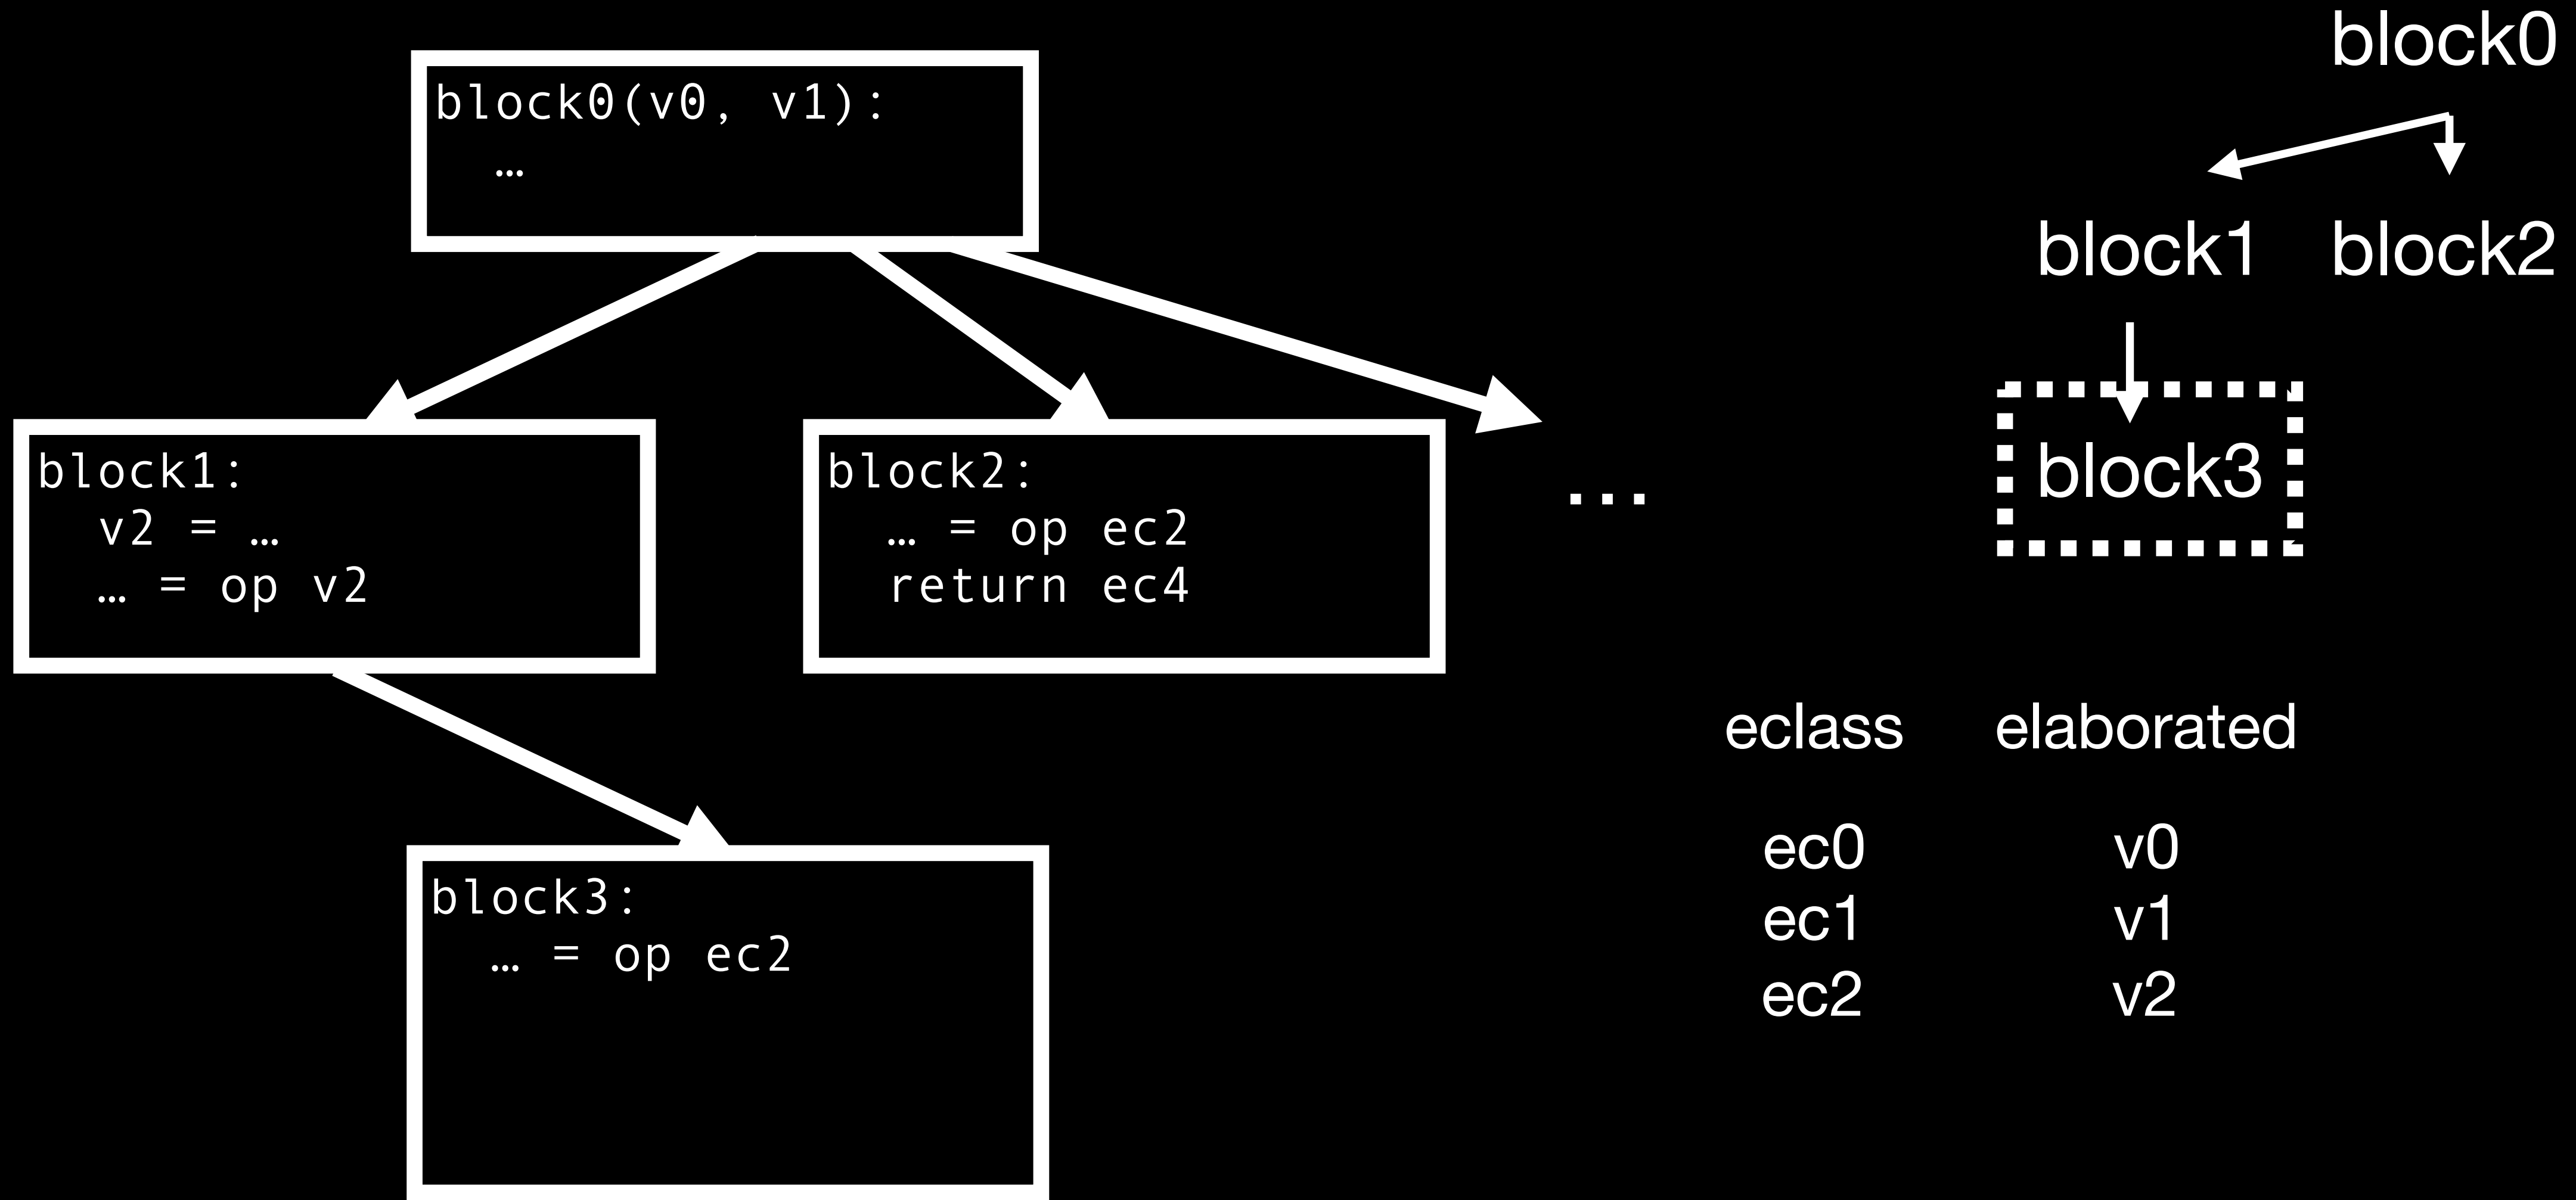 block0(v0, v1):
…
block1:
v2 = …
… = op v2
block2:
… = op ec2
return ec4
...
block3:
… = op ec2
block0
block1 block2
block3
eclass elaborated
ec0 v0
ec1 v1
ec2 v2